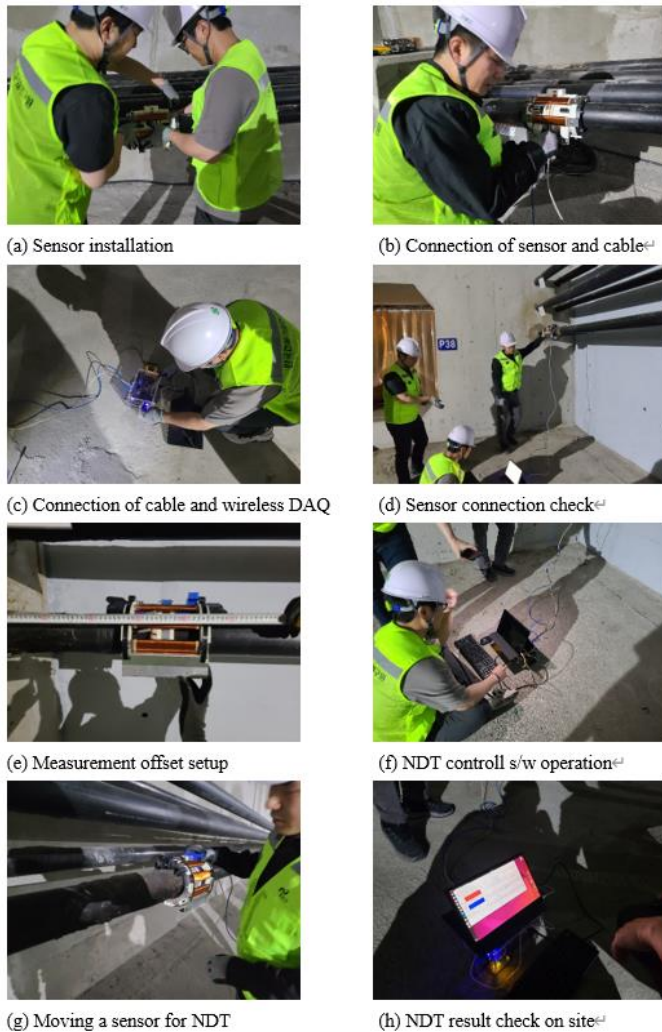 (a) Sensor installation
(b) Connection of sensor and cable↵
P38
(c) Connection of cable and wireless DAQ
(d) Sensor connection check↵
(e) Measurement offset setup
(f) NDT controll s/w operation↵
(g) Moving a sensor for NDT
(h) NDT result check on site↵